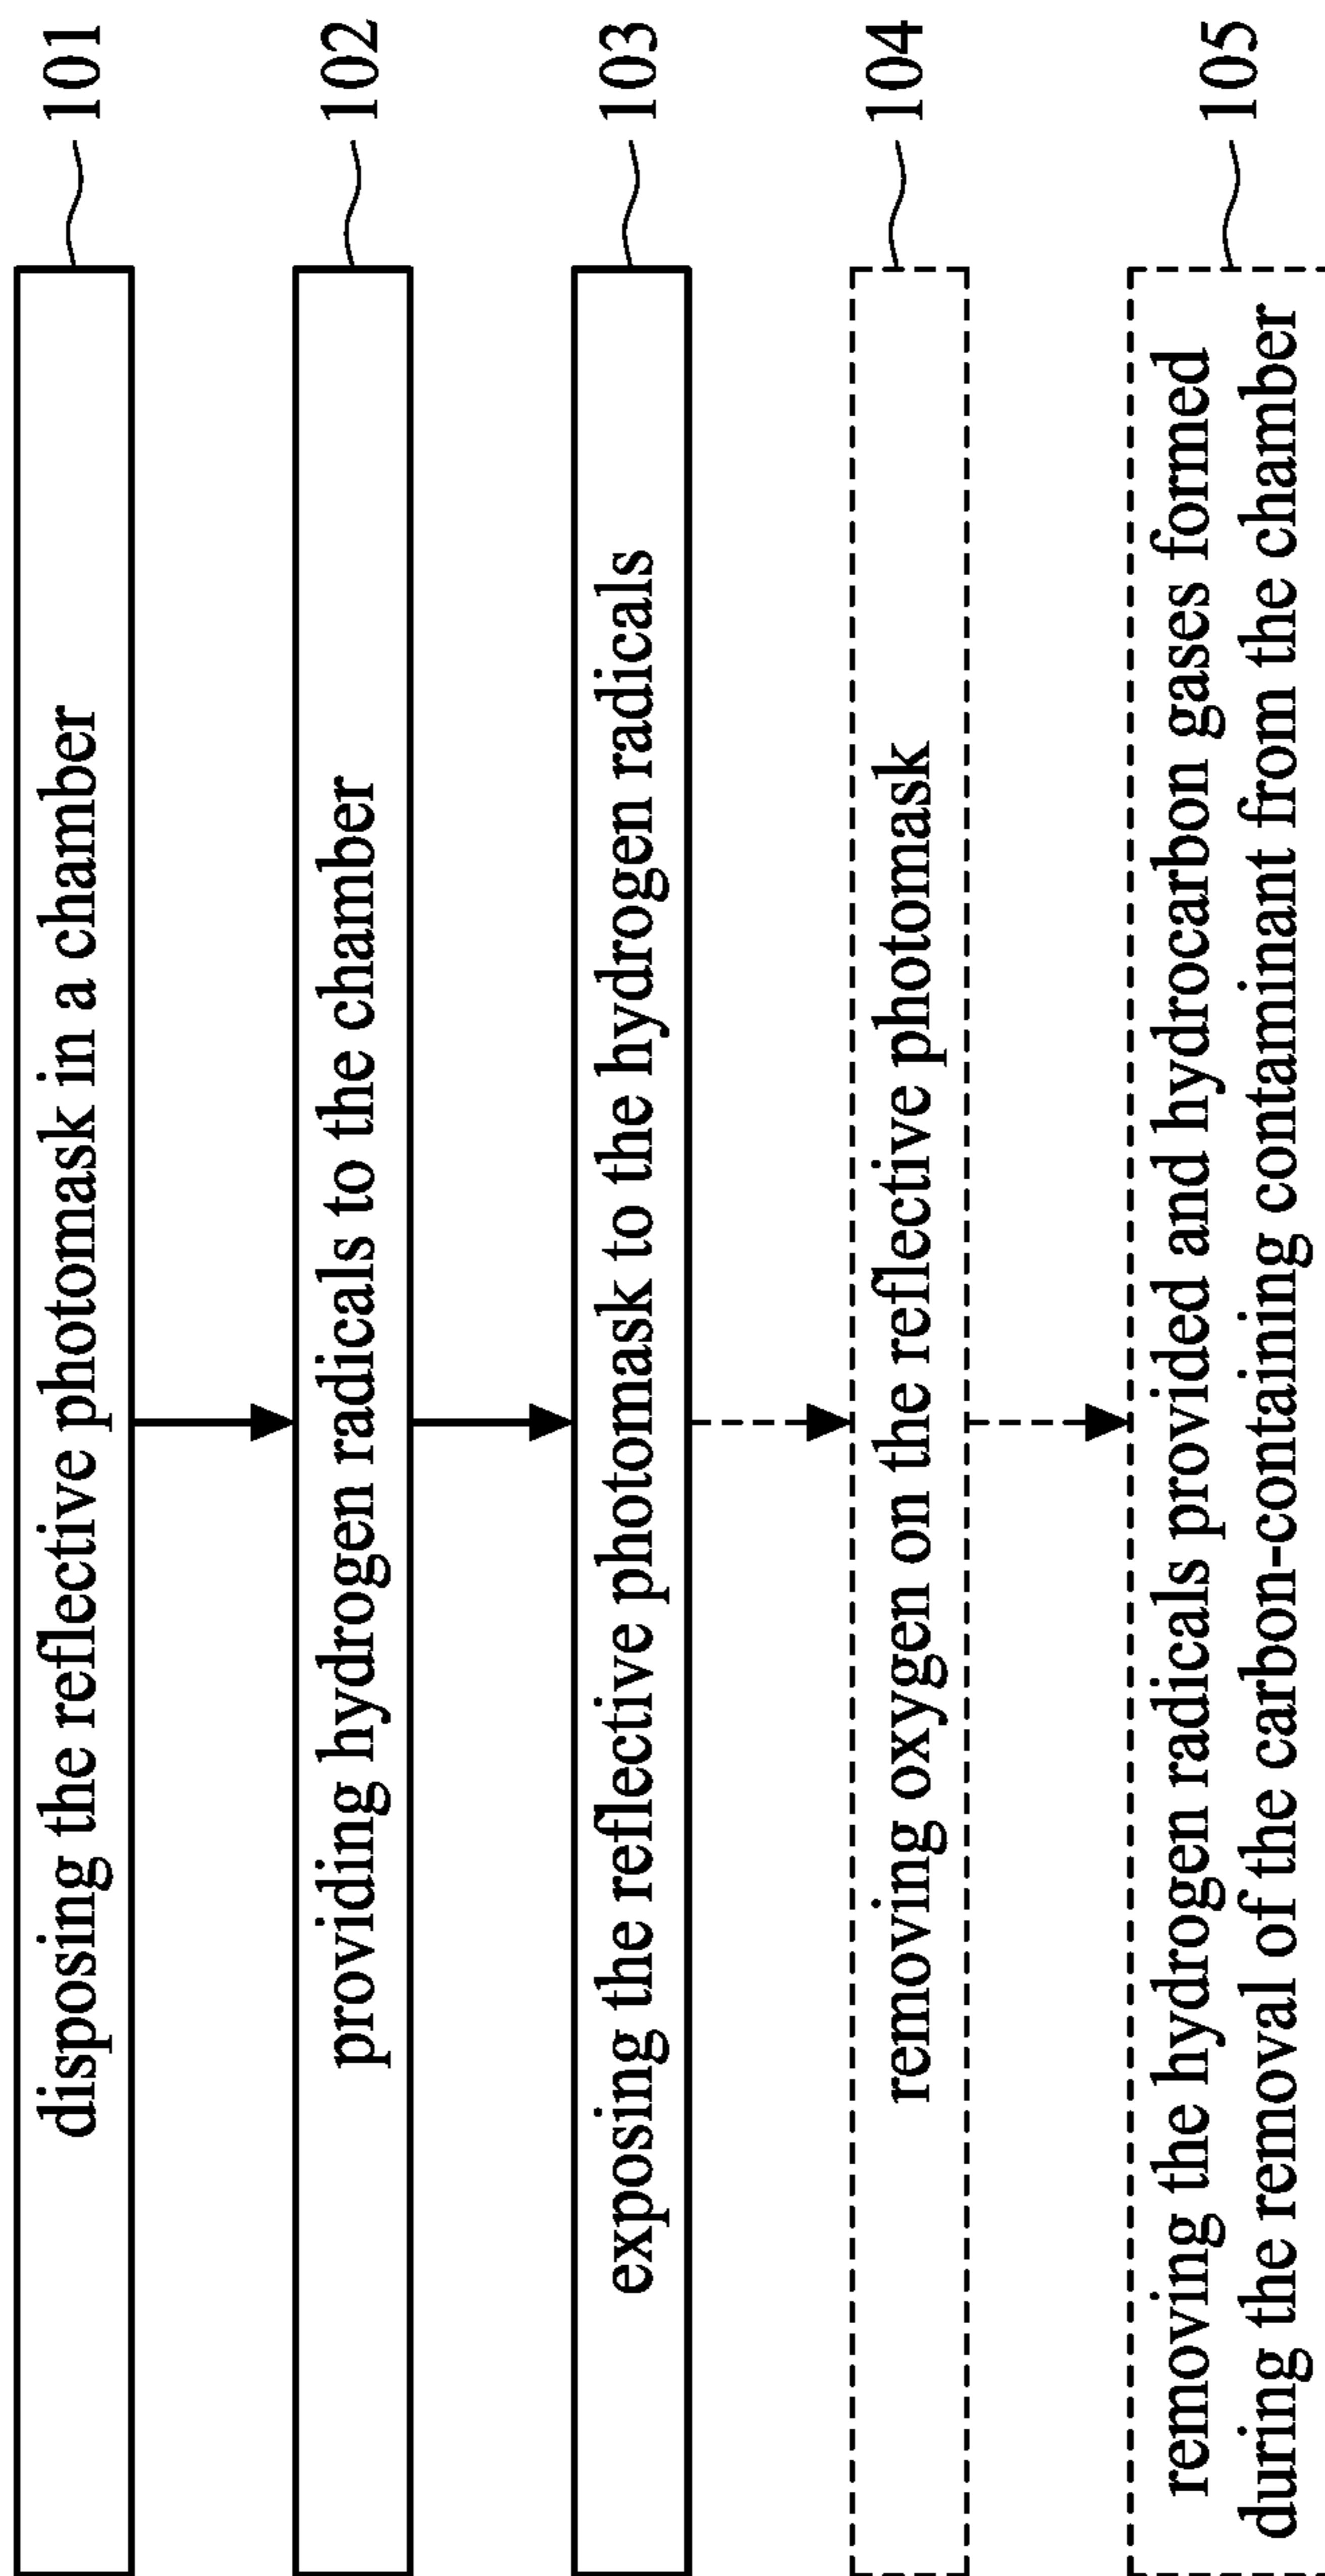 disposing the reflective photomask in a chamber
101
providing hydrogen radicals to the chamber
102
exposing the reflective photomask to the hydrogen radicals
103
removing oxygen on the reflective photomask
104
removing the hydrogen radicals provided and hydrocarbon gases formed
during the removal of the carbon-containing contaminant from the chamber
105